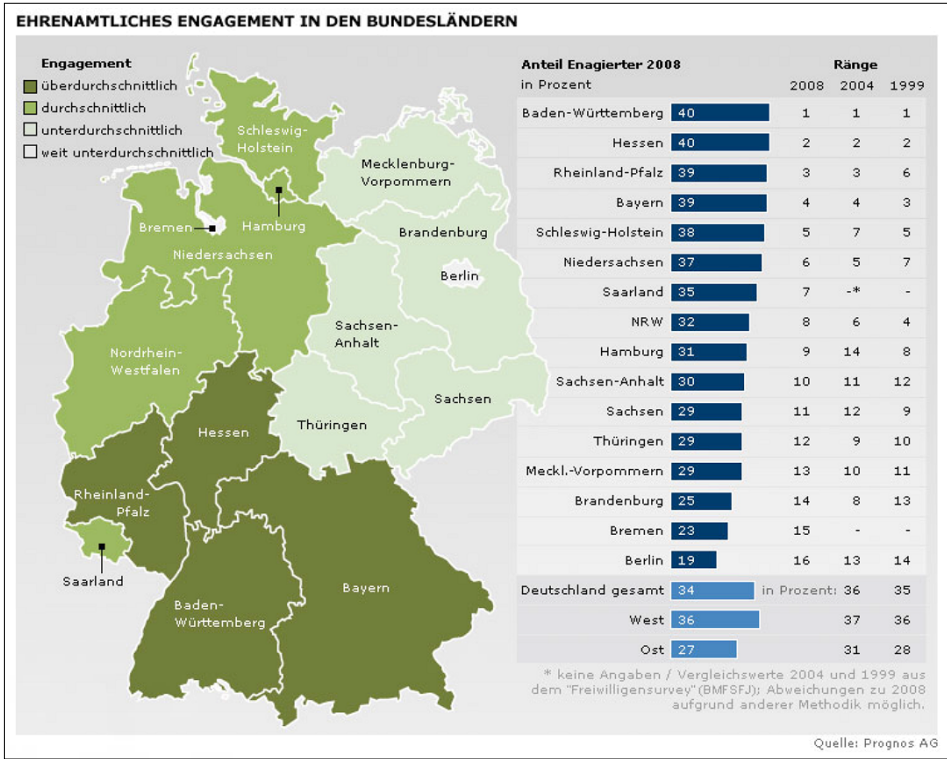 EHRENAMTLICHES ENGAGEMENT IN DEN BUNDESLÄNDERN
Engagement
überdurchschnittlich
durchschnittlich
unterdurchschnittlich
weit unterdurchschnittlich
Schleswig-
Holstein
Mecklenburg-
Vorpommern
Hamburg
Bremen
Niedersachsen
Brandenburg
Berlin
Sachsen-
Anhalt
Nordrhein-
Westfalen
Sachsen
Thüringen
Hessen
Rheinland-
Pfalz
Saarland
Bayern
Baden-
Württemberg
Anteil Enagierter 2008 Ränge
in Prozent 2008 2004 1999
Baden-Württemberg 40 1 1 1
Hessen 40 2 2 2
Rheinland-Pfalz 39 3 3 6
Bayern 39 4 4 3
Schleswig-Holstein 38 5 7 5
Niedersachsen 37 6 5 7
Saarland 35 7 -* -
NRW 32 8 6 4
Hamburg 31 9 14 8
Sachsen-Anhalt 30 10 11 12
Sachsen 29 11 12 9
Thüringen 29 12 9 10
Meckl.-Vorpommern 29 13 10 11
Brandenburg 25 14 8 13
Bremen 23 15 - -
Berlin 19 16 13 14
Deutschland gesamt 34 in Prozent: 36 35
West 36 37 36
Ost 27 31 28
* keine Angaben / Vergleichswerte 2004 und 1999 aus
dem "Freiwilligensurvey" (BMFSFJ); Abweichungen zu 2008
aufgrund anderer Methodik möglich.
Quelle: Prognos AG